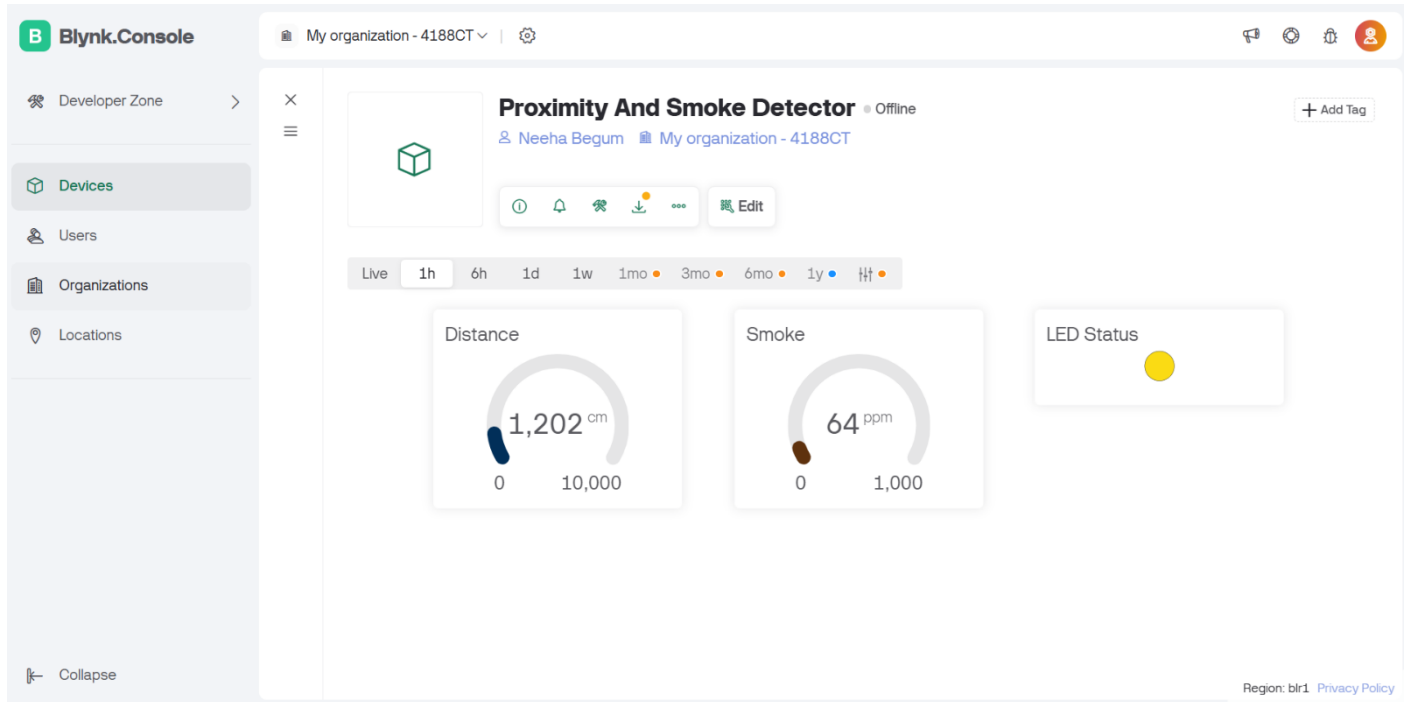 B Blynk.Console
My organization - 4188CT
Developer Zone
Devices
Users
Organizations
Locations
Collapse
Proximity And Smoke Detector Offline
Neeha Begum My organization - 4188CT
+ Add Tag
Edit
Live 1h 6h 1d 1w 1mo 3mo 6mo 1y
Distance
1,202 cm
0 10,000
Smoke
64 ppm
0 1,000
LED Status
Region: blr1 Privacy Policy